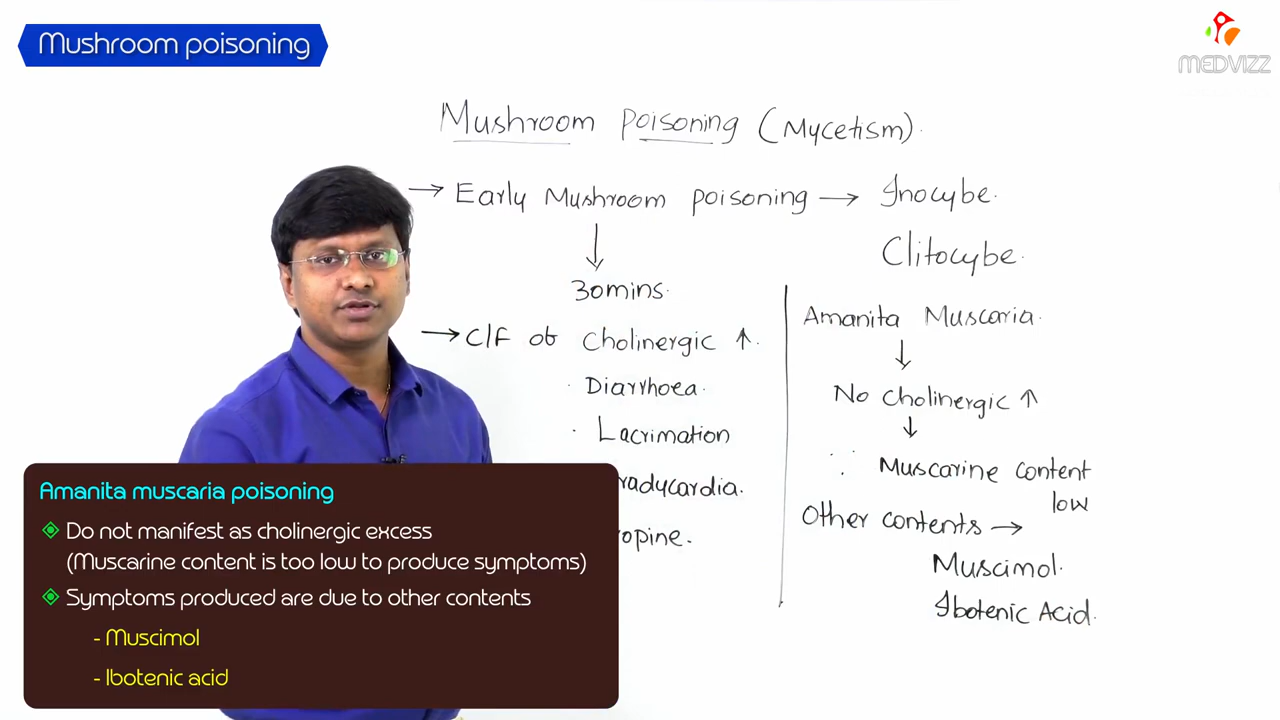 Mushroom poisoning
MEDVIZZ
Mushroom poisoning (Mycetism).
→ Early Mushroom poisoning → Inocybe.
Clitocybe.
↓
30mins.
→ C/F of Cholinergic ↑.
· Diarrhoea.
· Lacrimation
radycardia.
ropine.
Amanita Muscaria.
↓
No cholinergic ↑
↓
∵ Muscarine content
low
Other contents →
Muscimol.
Ibotenic Acid.
Amanita muscaria poisoning
Do not manifest as cholinergic excess
(Muscarine content is too low to produce symptoms)
Symptoms produced are due to other contents
- Muscimol
- Ibotenic acid